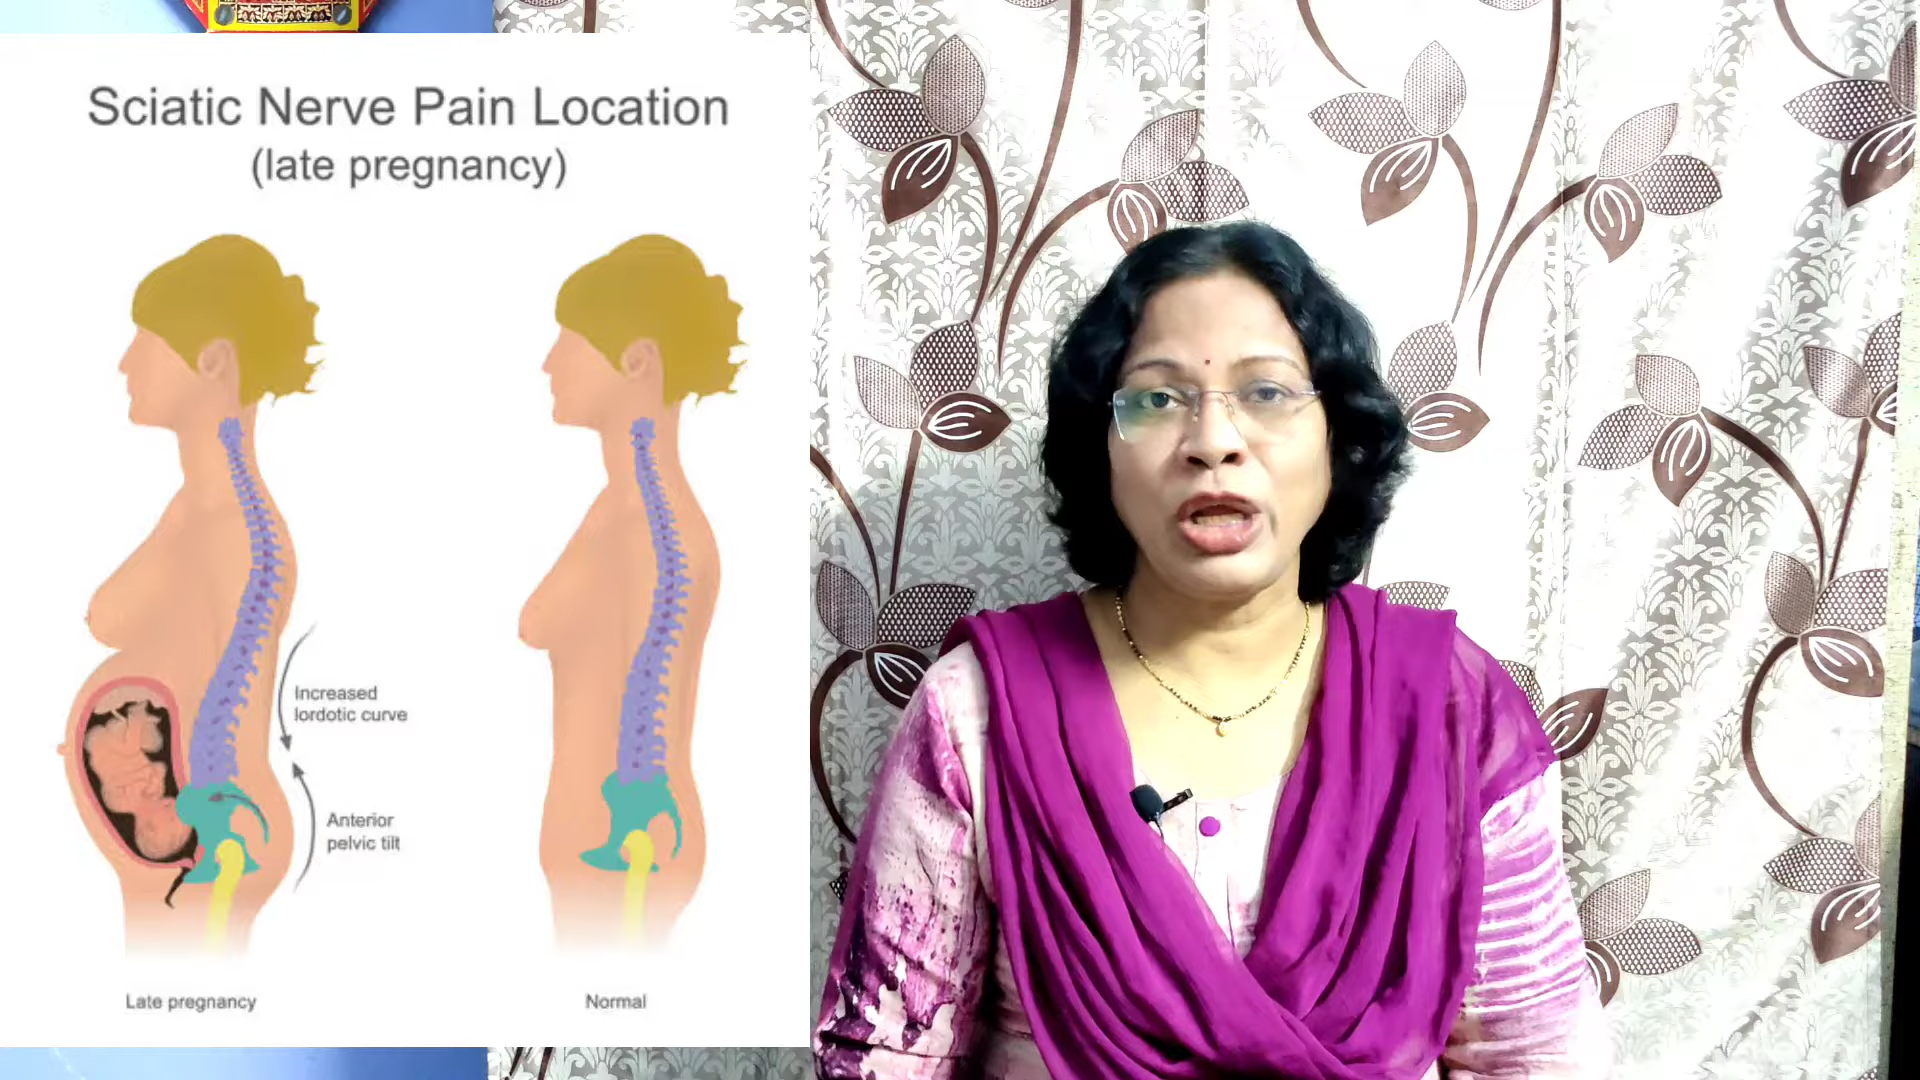 Sciatic Nerve Pain Location
(late pregnancy)
Increased
lordotic curve
Anterior
pelvic tilt
Late pregnancy
Normal